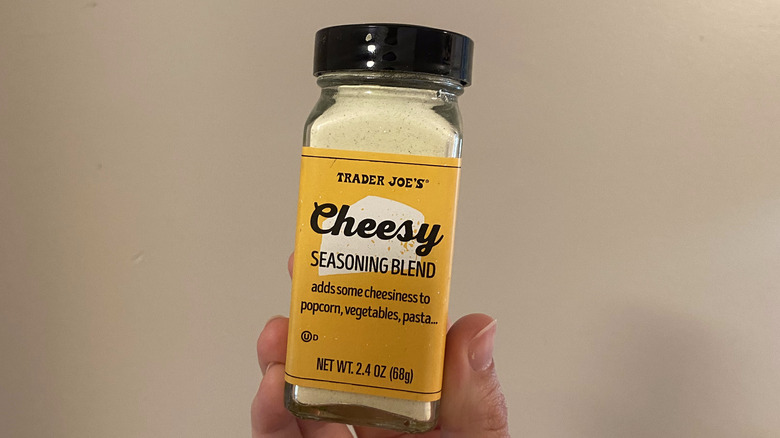 TRADER JOE'S®
Cheesy
SEASONING BLEND
adds some cheesiness to
popcorn, vegetables, pasta...
Ⓤ D
NET WT. 2.4 OZ (68g)